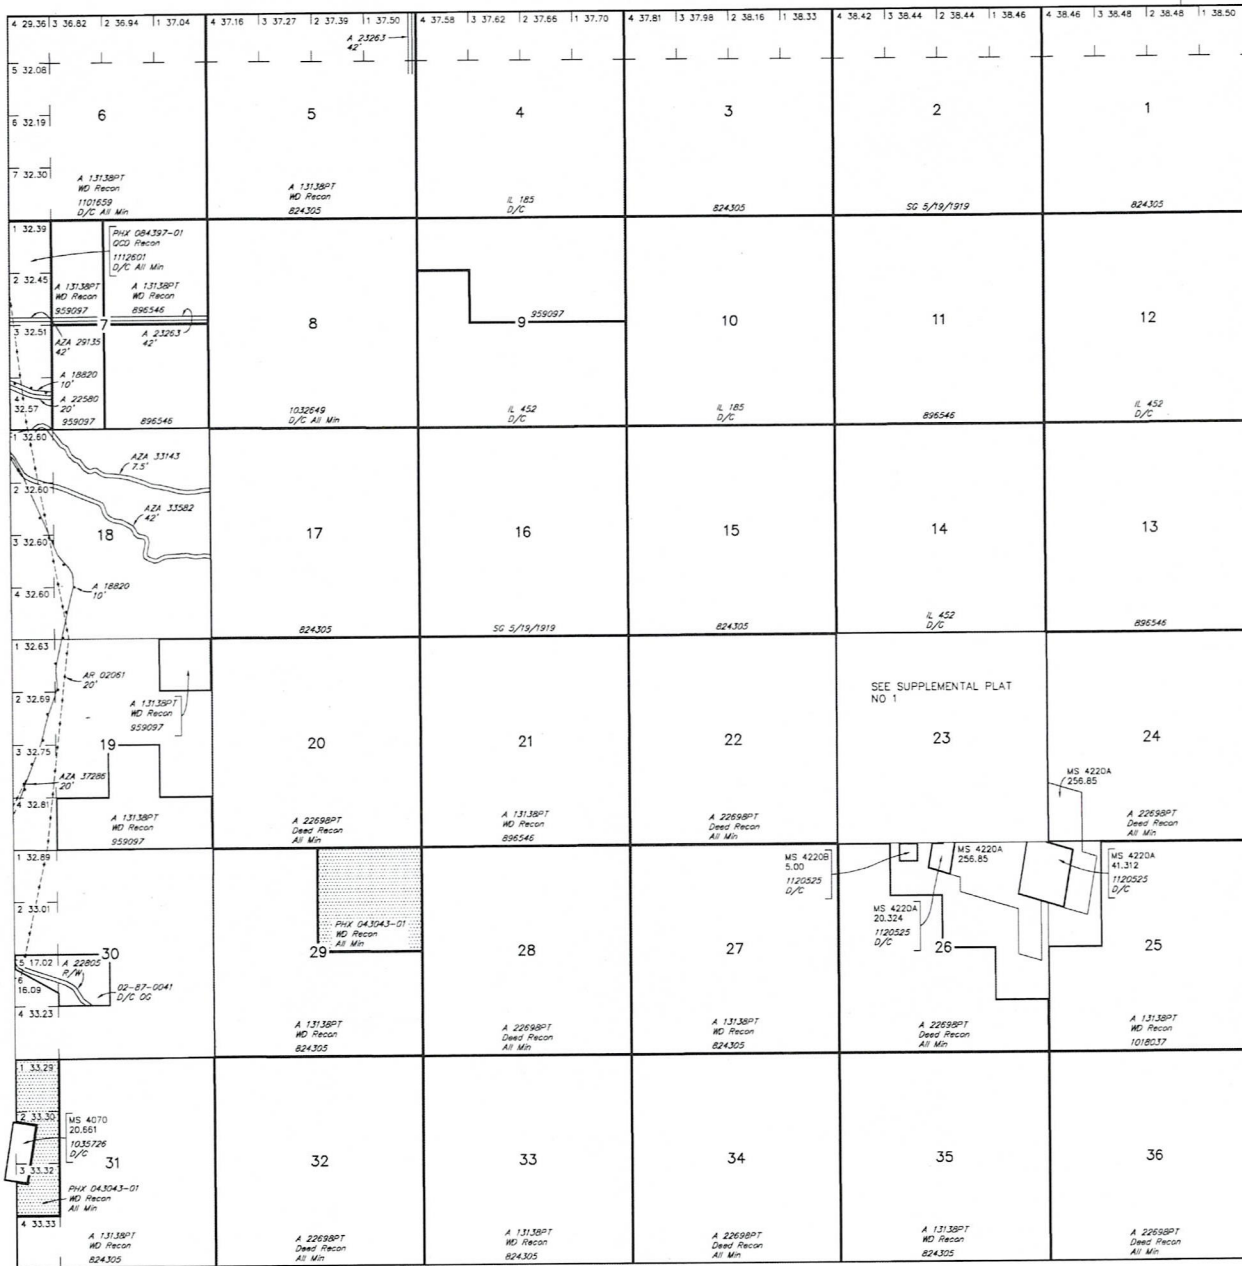 4 29.36 3 36.82 2 36.94 1 37.04 4 37.16 3 37.27 2 37.39 1 37.50 4 37.58 3 37.62 2 37.66 1 37.70 4 37.81 3 37.98 2 38.16 1 38.33 4 38.42 3 38.44 2 38.44 1 38.46 4 38.46 3 38.48 2 38.48 1 38.50
A 23263
42'
5 32.08
6 32.19
7 32.30
6
5
4
3
2
1
A 13138PT
WD Recon
1101659
D/C All Min
A 13138PT
WD Recon
824305
IL 185
D/C
824305
SG 5/19/1919
824305
1 32.39
2 32.45
3 32.51
4
32.57
PHX 084397-01
QCD Recon
1112601
D/C All Min
A 13138PT
WD Recon
959097
A 13138PT
WD Recon
896546
7
AZA 29135
42'
A 23263
42'
A 18820
10'
A 22580
20'
959097
896546
8
1032649
D/C All Min
959097
9
IL 452
D/C
10
IL 185
D/C
11
896546
12
IL 452
D/C
1 32.60
2 32.60
3 32.60
4 32.60
AZA 33143
7.5'
AZA 33582
42'
18
A 18820
10'
17
824305
16
SG 5/19/1919
15
824305
14
IL 452
D/C
13
896546
1 32.63
2 32.69
3 32.75
4 32.81
AR 02061
20'
A 13138PT
WD Recon
959097
19
AZA 37286
20'
A 13138PT
WD Recon
959097
20
A 22698PT
Deed Recon
All Min
21
A 13138PT
WD Recon
896546
22
A 22698PT
Deed Recon
All Min
SEE SUPPLEMENTAL PLAT
NO 1
23
24
MS 4220A
256.85
A 22698PT
Deed Recon
All Min
1 32.89
2 33.01
5 17.02
6
16.09
4 33.23
30
A 22805
R/W
02-87-0041
D/C OG
PHX 043043-01
WD Recon
All Min
29
A 13138PT
WD Recon
824305
28
A 22698PT
Deed Recon
All Min
27
A 13138PT
WD Recon
824305
MS 4220B
5.00
1120525
D/C
MS 4220A
256.85
MS 4220A
20.324
1120525
D/C
26
A 22698PT
Deed Recon
All Min
MS 4220A
41.312
1120525
D/C
25
A 13138PT
WD Recon
1018037
1 33.29
2 33.30
3 33.32
4 33.33
MS 4070
20.661
1035726
D/C
31
PHX 043043-01
WD Recon
All Min
A 13138PT
WD Recon
824305
32
A 22698PT
Deed Recon
All Min
33
A 13138PT
WD Recon
824305
34
A 22698PT
Deed Recon
All Min
35
A 13138PT
WD Recon
824305
36
A 22698PT
Deed Recon
All Min